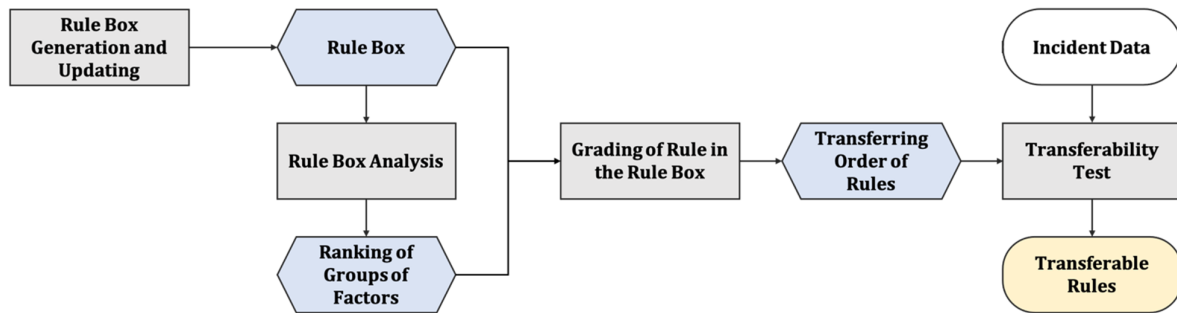 Rule Box
Generation and
Updating
Rule Box
Incident Data
Rule Box Analysis
Grading of Rule in
the Rule Box
Transferring
Order of
Rules
Transferability
Test
Ranking of
Groups of
Factors
Transferable
Rules